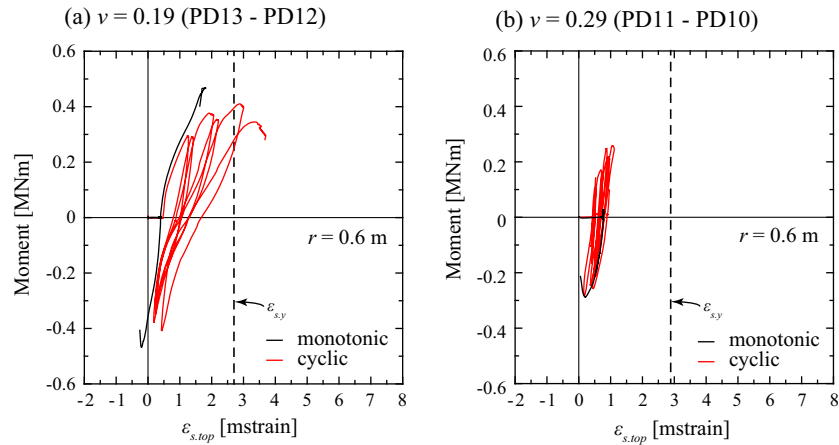 (a) v = 0.19 (PD13 - PD12)
0.6
0.4
0.2
0
-0.2
-0.4
-0.6
Moment [MNm]
r = 0.6 m
εs.y
monotonic
cyclic
-2 -1 0 1 2 3 4 5 6 7 8
εs.top [mstrain]
(b) v = 0.29 (PD11 - PD10)
0.6
0.4
0.2
0
-0.2
-0.4
-0.6
Moment [MNm]
r = 0.6 m
εs.y
monotonic
cyclic
-2 -1 0 1 2 3 4 5 6 7 8
εs.top [mstrain]